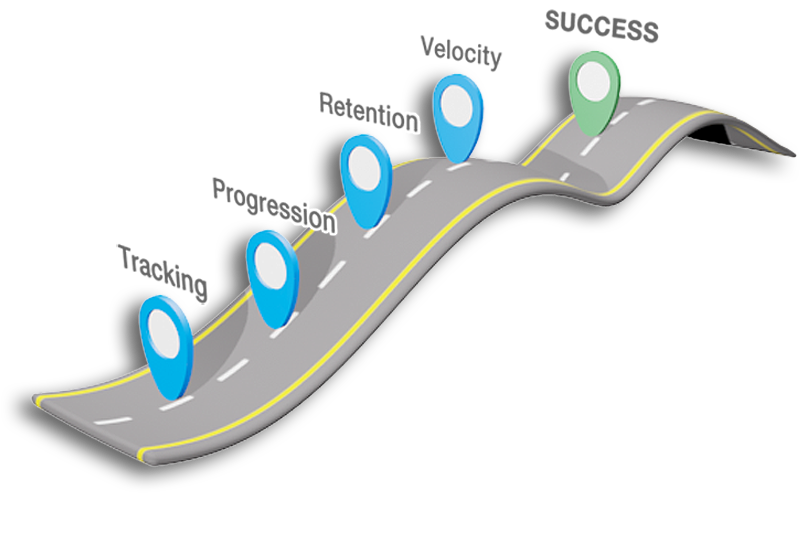 SUCCESS
Velocity
Retention
Progression
Tracking